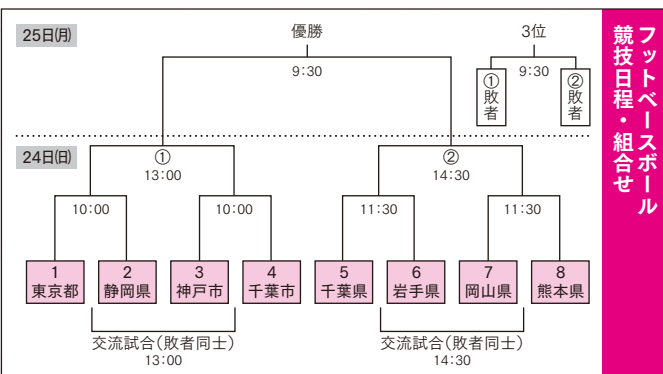 フットベースボール
競技日程・組合せ
25日(月)
優勝
9:30
3位
9:30
①敗者
②敗者
24日(日)
①
13:00
②
14:30
10:00
10:00
11:30
11:30
1
東京都
2
静岡県
3
神戸市
4
千葉市
5
千葉県
6
岩手県
7
岡山県
8
熊本県
交流試合(敗者同士)
13:00
交流試合(敗者同士)
14:30